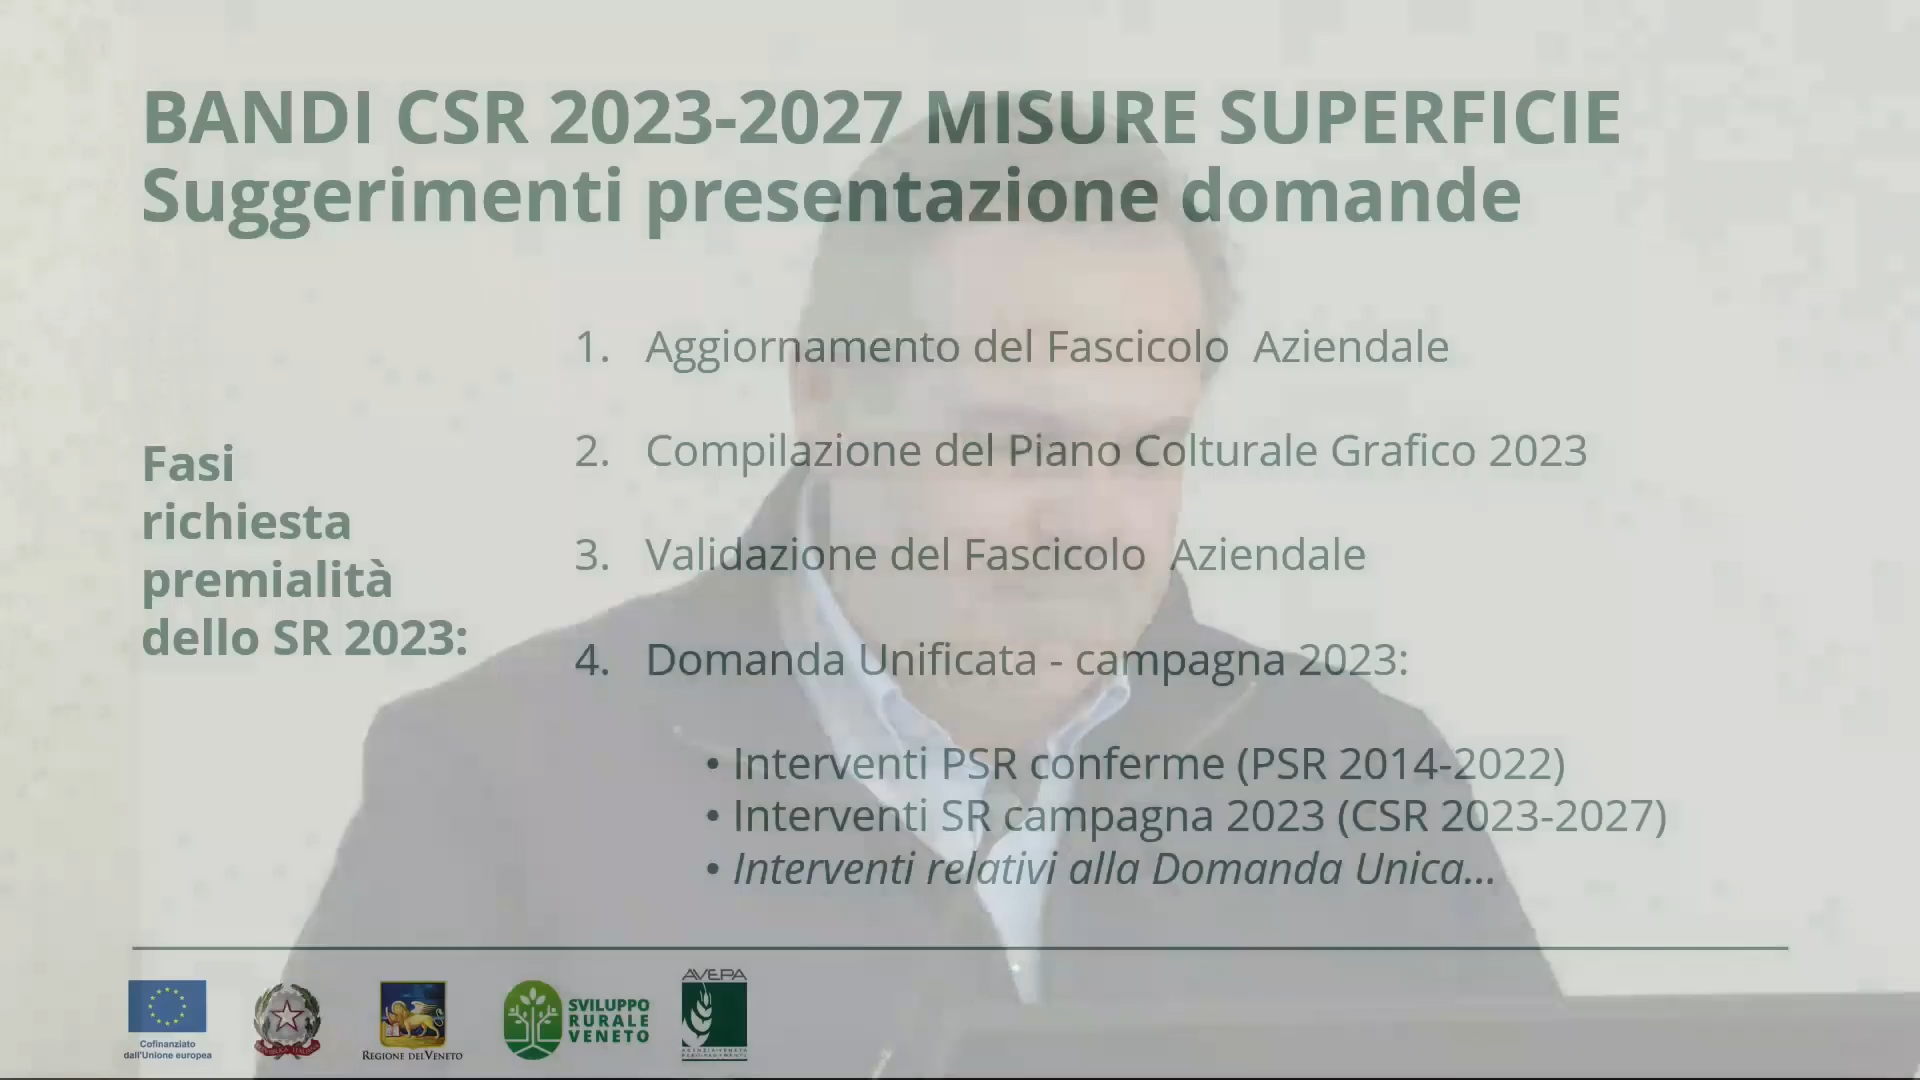 BANDI CSR 2023-2027 MISURE SUPERFICIE
Suggerimenti presentazione domande
Fasi
richiesta
premialità
dello SR 2023:
1. Aggiornamento del Fascicolo Aziendale
2. Compilazione del Piano Colturale Grafico 2023
3. Validazione del Fascicolo Aziendale
4. Domanda Unificata - campagna 2023:
• Interventi PSR conferme (PSR 2014-2022)
• Interventi SR campagna 2023 (CSR 2023-2027)
• Interventi relativi alla Domanda Unica...
Cofinanziato
dall'Unione europea
REGIONE DEL VENETO
SVILUPPO
RURALE
VENETO
AVEPA